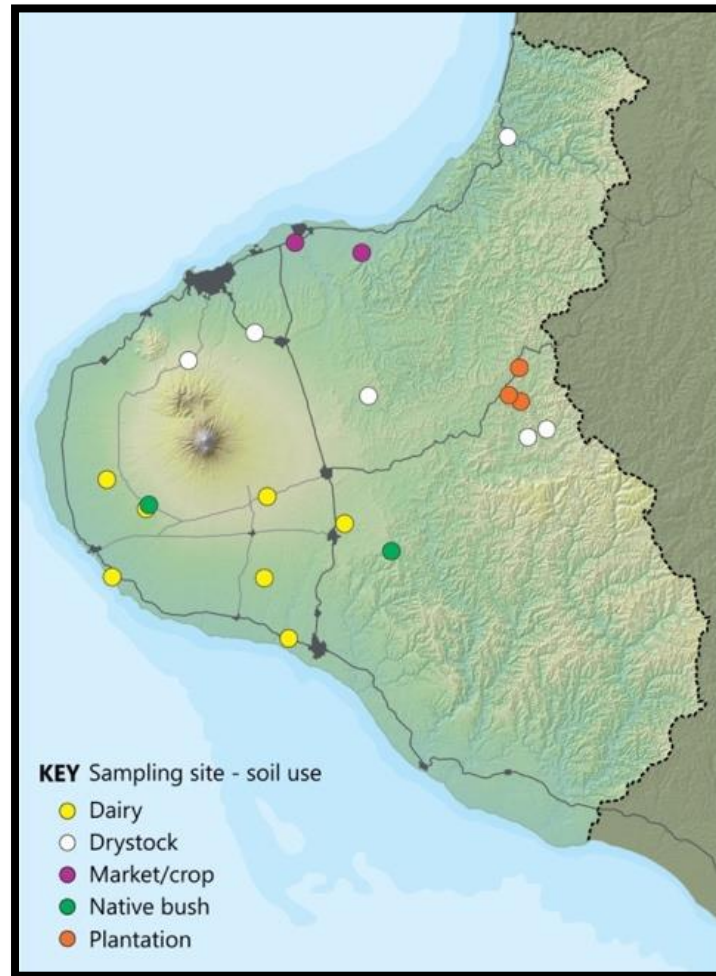 KEY Sampling site - soil use
Dairy
Drystock
Market/crop
Native bush
Plantation